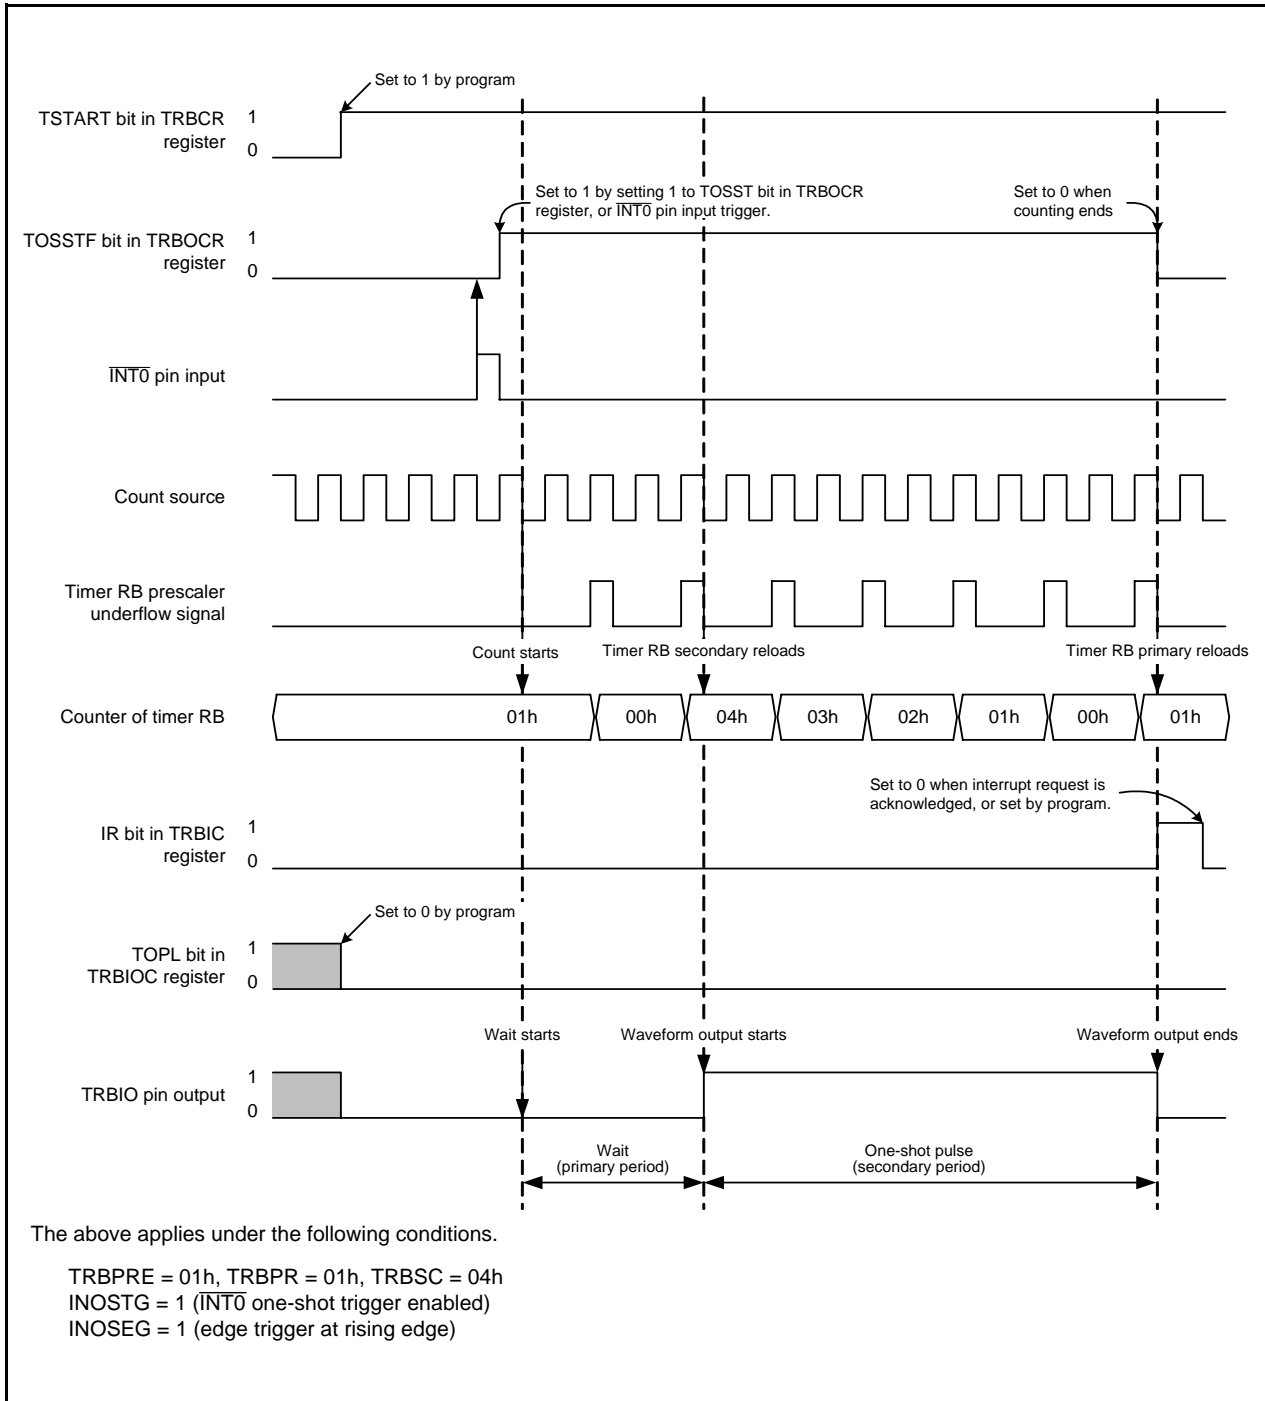 Set to 1 by program
TSTART bit in TRBCR
register
1
0
Set to 1 by setting 1 to TOSST bit in TRBOCR
register, or INT0 pin input trigger.
Set to 0 when
counting ends
TOSSTF bit in TRBOCR
register
1
0
INT0 pin input
Count source
Timer RB prescaler
underflow signal
Count starts
Timer RB secondary reloads
Timer RB primary reloads
Counter of timer RB
01h 00h 04h 03h 02h 01h 00h 01h
Set to 0 when interrupt request is
acknowledged, or set by program.
IR bit in TRBIC
register
1
0
Set to 0 by program
TOPL bit in
TRBIOC register
1
0
Wait starts
Waveform output starts
Waveform output ends
TRBIO pin output
1
0
Wait
(primary period)
One-shot pulse
(secondary period)
The above applies under the following conditions.
TRBPRE = 01h, TRBPR = 01h, TRBSC = 04h
INOSTG = 1 (INT0 one-shot trigger enabled)
INOSEG = 1 (edge trigger at rising edge)